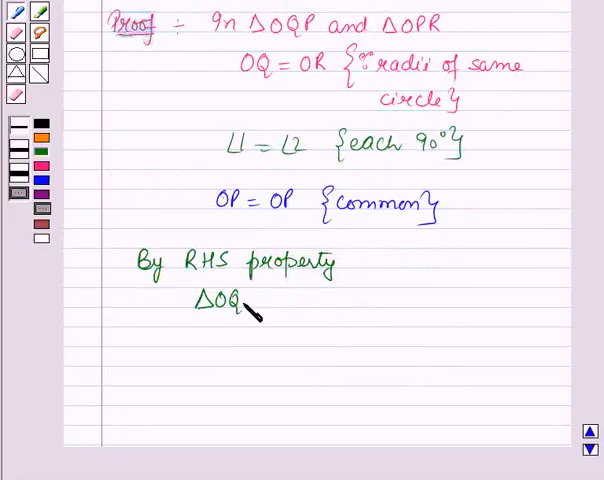 Proof :- In ΔOQP and ΔOPR
OQ = OR {∵ radii of same
circle}
∠1 = ∠2 {each 90°}
OP = OP {common}
By RHS property
ΔOQ